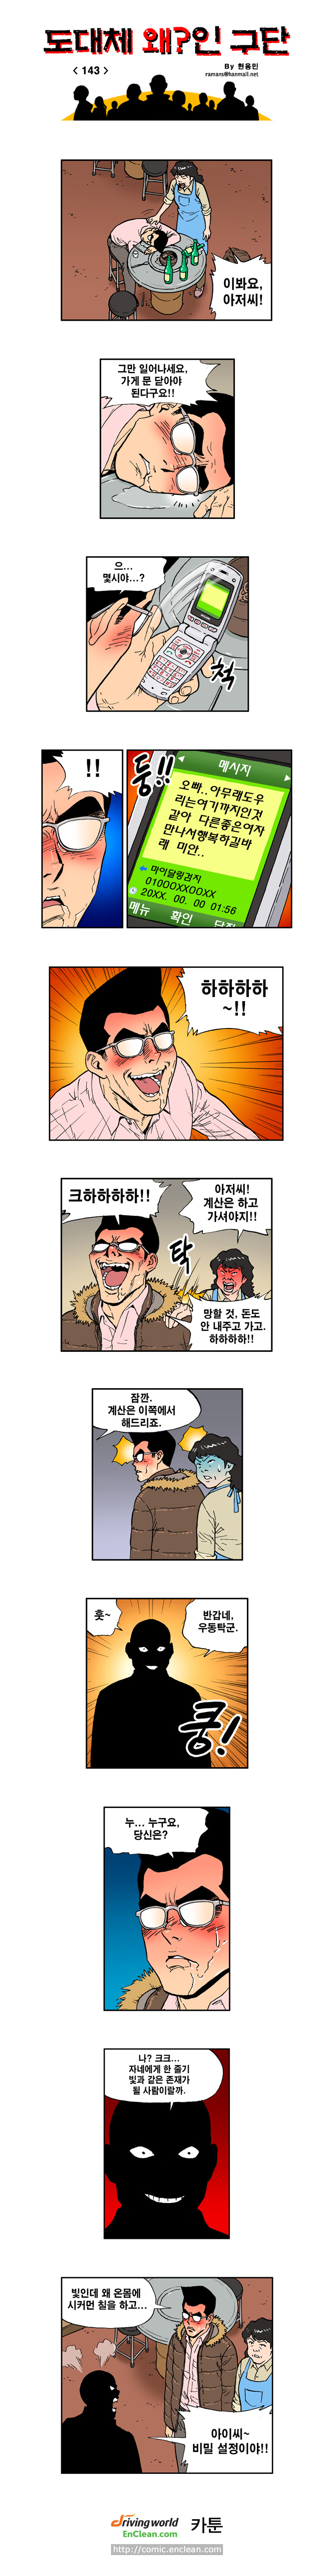 도대체 왜?인 구단
< 143 >
By 현용민
ramans@hanmail.net
이봐요,
아저씨!
그만 일어나세요,
가게 문 닫아야
된다구요!!
으...
몇시야...?
척
!!
둥!!
메시지
오빠..아무래도우
리는여기까지인것
같아 다른좋은여자
만나서행복하길바
래 미안..
마이달링검지
0100OXXOOXX
20XX. 00. 00 01:56
메뉴 확인
하하하하
~!!
크하하하하!!
아저씨!
계산은 하고
가셔야지!!
탁
망할 것, 돈도
안 내주고 가고.
하하하하!!
잠깐.
계산은 이쪽에서
해드리죠.
훗~
반갑네,
우동탁군.
쿵!
누... 누구요,
당신은?
나? 크크...
자네에게 한 줄기
빛과 같은 존재가
될 사람이랄까.
빛인데 왜 온몸에
시커먼 칠을 하고...
아이씨~
비밀 설정이야!!
drivingworld
EnClean.com
카툰
http://comic.enclean.com